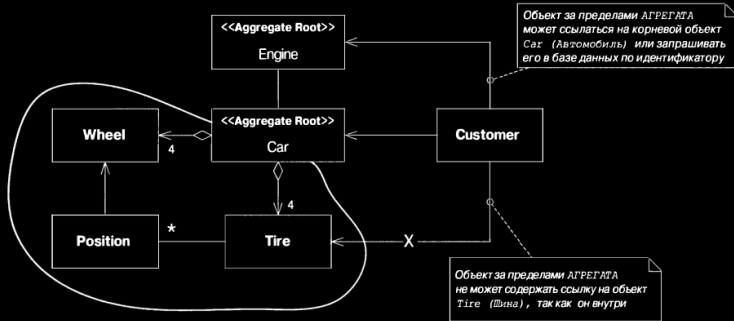 <<Aggregate Root>>
Engine
Объект за пределами АГРЕГАТА
может ссылаться на корневой объект
Car (Автомобиль) или запрашивать
его в базе данных по идентификатору
Wheel
4
<<Aggregate Root>>
Car
Customer
4
Position
*
Tire
X
Объект за пределами АГРЕГАТА
не может содержать ссылку на объект
Tire (Шина), так как он внутри